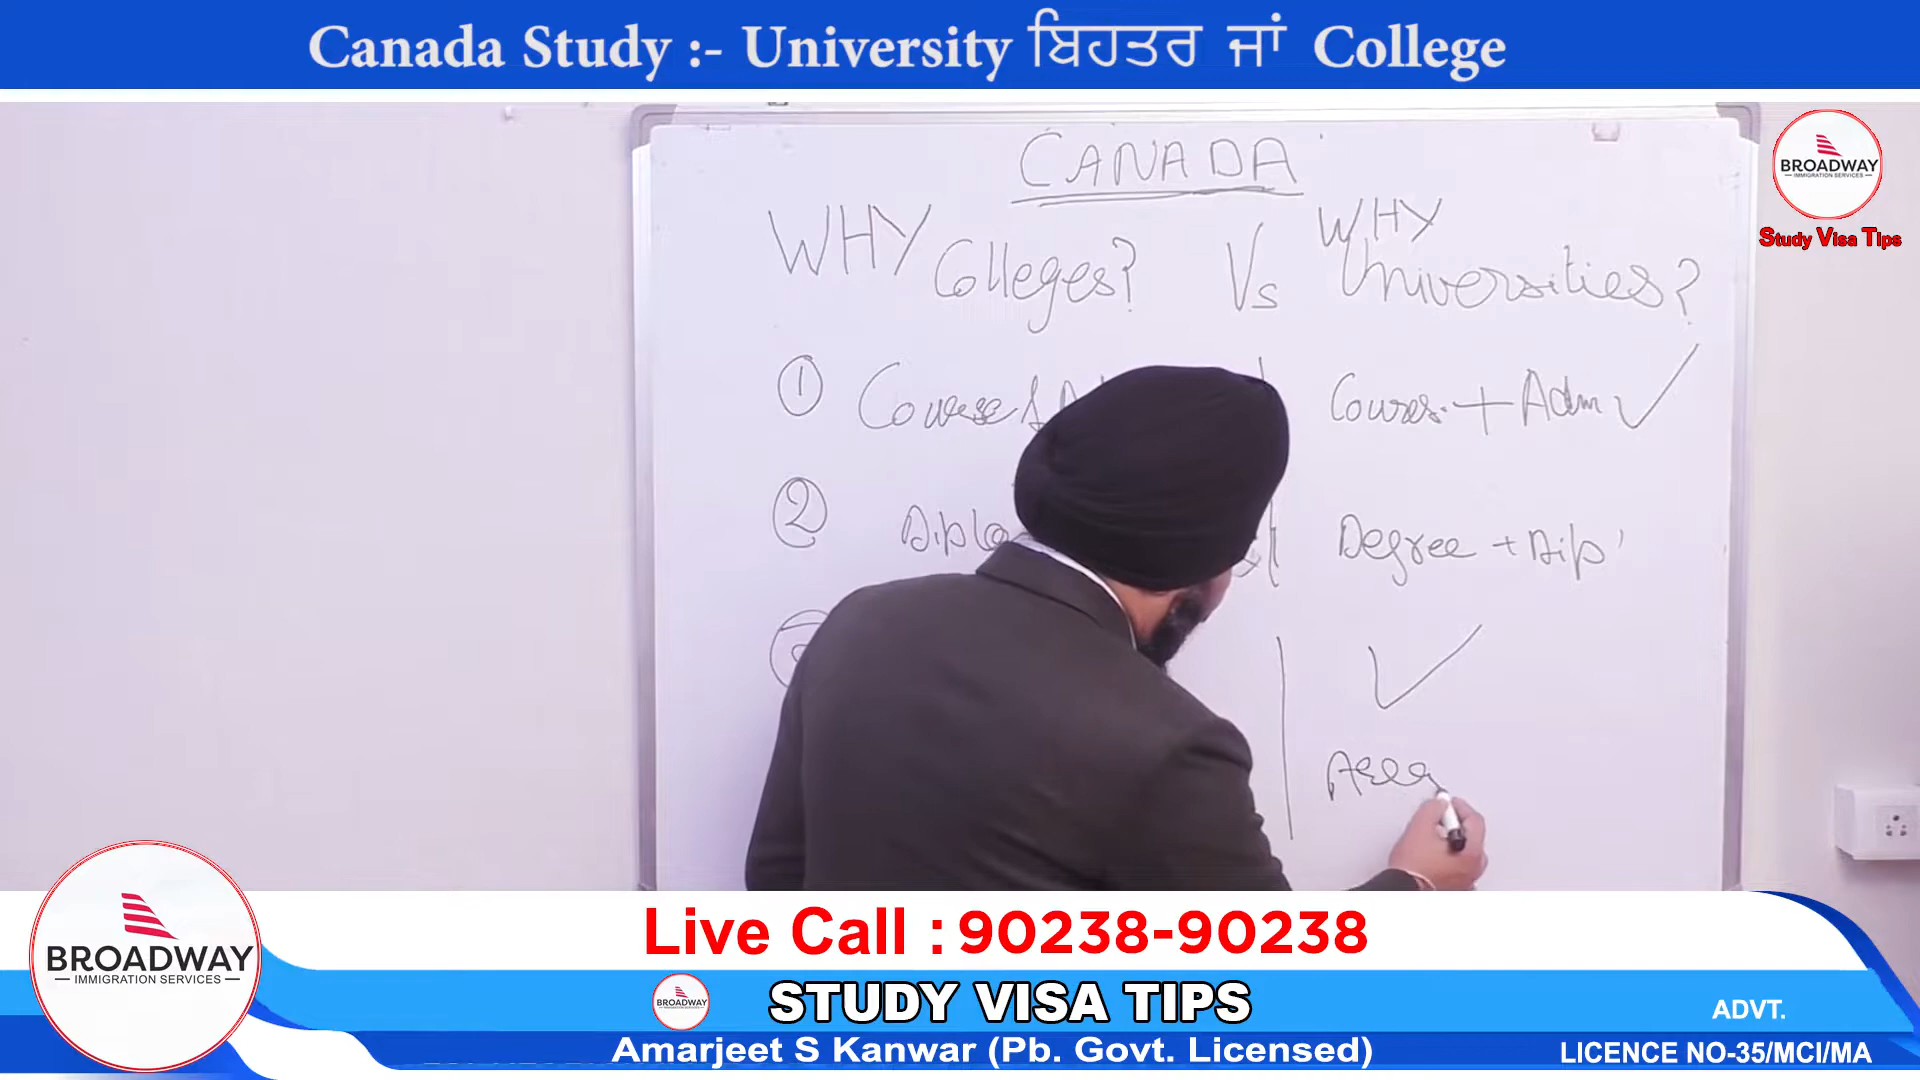 Canada Study :- University ਬਿਹਤਰ ਜਾਂ College
BROADWAY
IMMIGRATION SERVICES
Study Visa Tips
CANADA
WHY Colleges? Vs WHY Universities?
1 Course &
Courses + Adm ✓
2 Diplo
Degree + Dip
✓
BROADWAY
IMMIGRATION SERVICES
Live Call : 90238-90238
BROADWAY
STUDY VISA TIPS
ADVT.
Amarjeet S Kanwar (Pb. Govt. Licensed)
LICENCE NO-35/MCI/MA